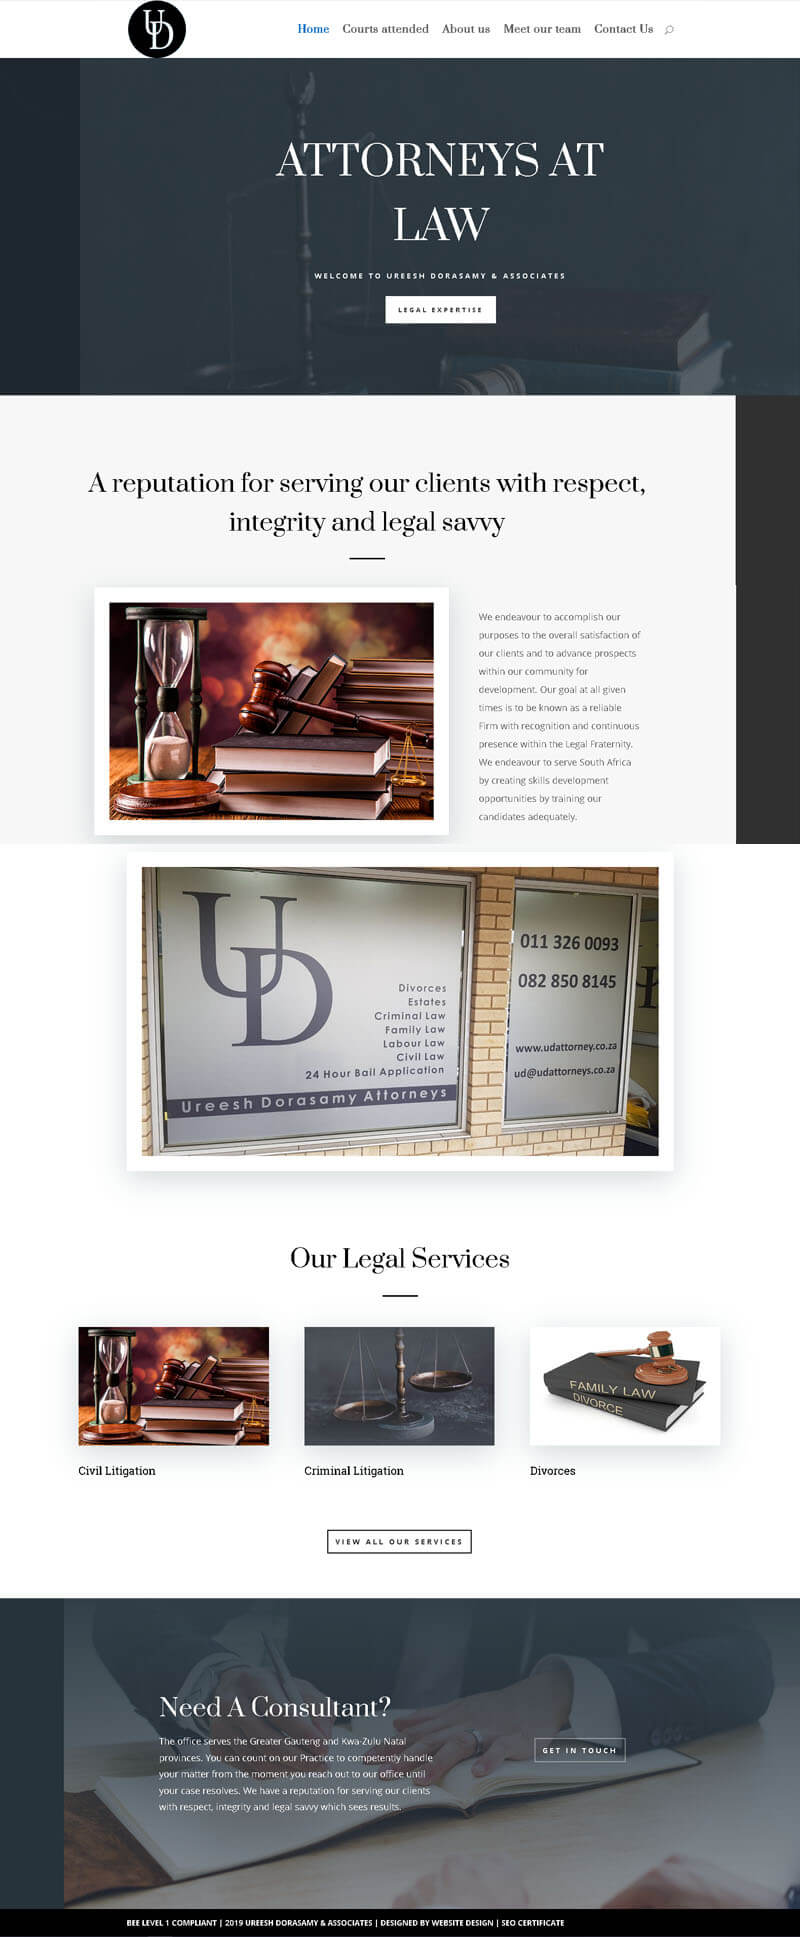 UD
Home Courts attended About us Meet our team Contact Us
ATTORNEYS AT
LAW
WELCOME TO UREESH DORASAMY & ASSOCIATES
LEGAL EXPERTISE
A reputation for serving our clients with respect,
integrity and legal savvy
We endeavour to accomplish our
purposes to the overall satisfaction of
our clients and to advance prospects
within our community for
development. Our goal at all given
times is to be known as a reliable
Firm with recognition and continuous
presence within the Legal Fraternity.
We endeavour to serve South Africa
by creating skills development
opportunities by training our
candidates adequately.
UD
Divorces
Estates
Criminal Law
Family Law
Labour Law
Civil Law
24 Hour Bail Application
Ureesh Dorasamy Attorneys
011 326 0093
082 850 8145
www.udattorney.co.za
ud@udattorneys.co.za
UD
Our Legal Services
FAMILY LAW
DIVORCE
Civil Litigation
Criminal Litigation
Divorces
VIEW ALL OUR SERVICES
Need A Consultant?
The office serves the Greater Gauteng and Kwa-Zulu Natal
provinces. You can count on our Practice to competently handle
your matter from the moment you reach out to our office until
your case resolves. We have a reputation for serving our clients
with respect, integrity and legal savvy which sees results.
GET IN TOUCH
BEE LEVEL 1 COMPLIANT | 2019 UREESH DORASAMY & ASSOCIATES | DESIGNED BY WEBSITE DESIGN | SEO CERTIFICATE